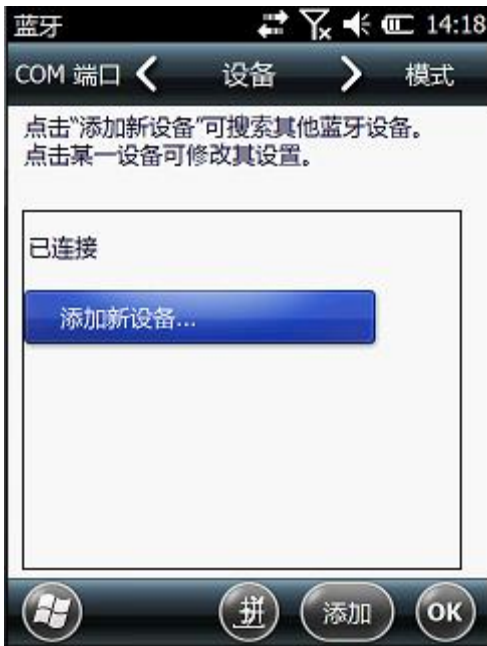 蓝牙 14:18
COM 端口 设备 模式
点击"添加新设备"可搜索其他蓝牙设备。
点击某一设备可修改其设置。
已连接
添加新设备...
拼 添加 OK